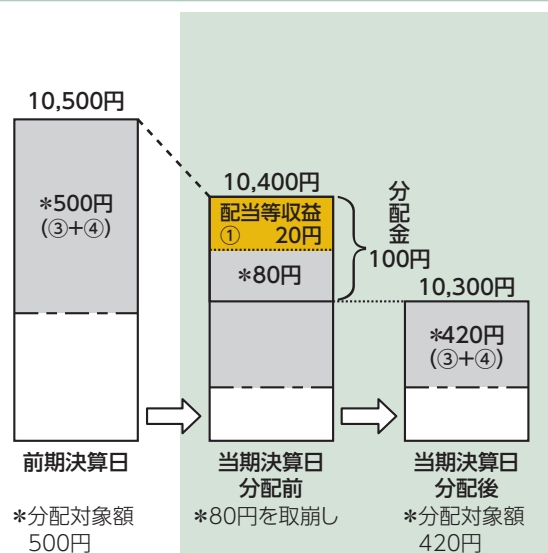 10,500円
*500円
(③+④)
10,400円
配当等収益
① 20円
*80円
分配金
100円
10,300円
*420円
(③+④)
前期決算日
当期決算日
分配前
当期決算日
分配後
*分配対象額
500円
*80円を取崩し
*分配対象額
420円